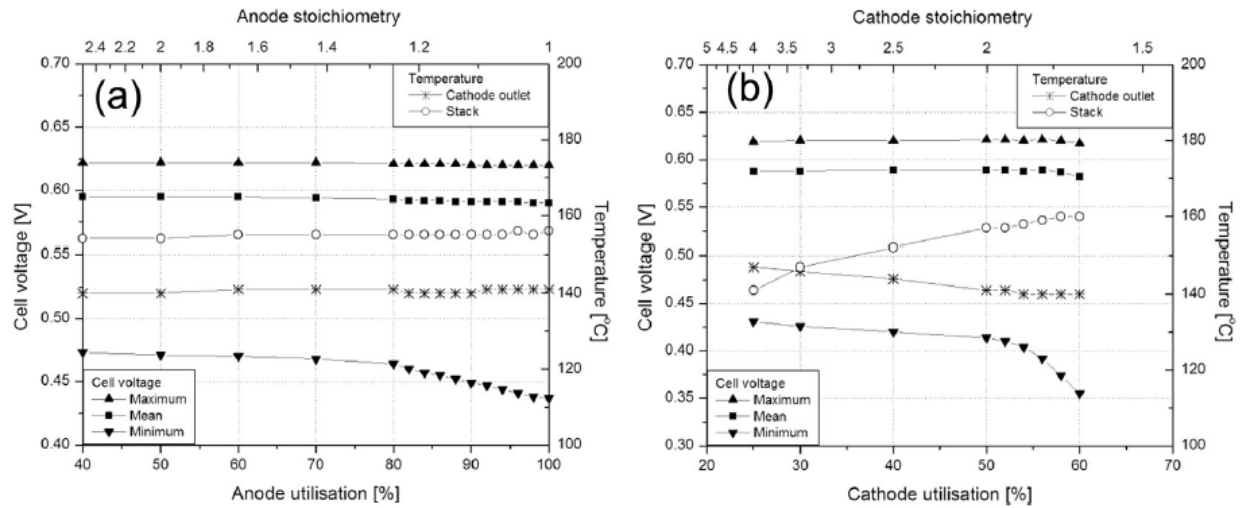 Anode stoichiometry
2.4 2.2 2 1.8 1.6 1.4 1.2 1
0.70
0.65
0.60
0.55
0.50
0.45
0.40
Cell voltage [V]
(a)
Temperature
Cathode outlet
Stack
Cell voltage
Maximum
Mean
Minimum
200
180
160
140
120
100
Temperature [°C]
40 50 60 70 80 90 100
Anode utilisation [%]
Cathode stoichiometry
5 4.5 4 3.5 3 2.5 2 1.5
0.70
0.65
0.60
0.55
0.50
0.45
0.40
0.35
0.30
Cell voltage [V]
(b)
Temperature
Cathode outlet
Stack
Cell voltage
Maximum
Mean
Minimum
200
180
160
140
120
100
Temperature [°C]
20 30 40 50 60 70
Cathode utilisation [%]